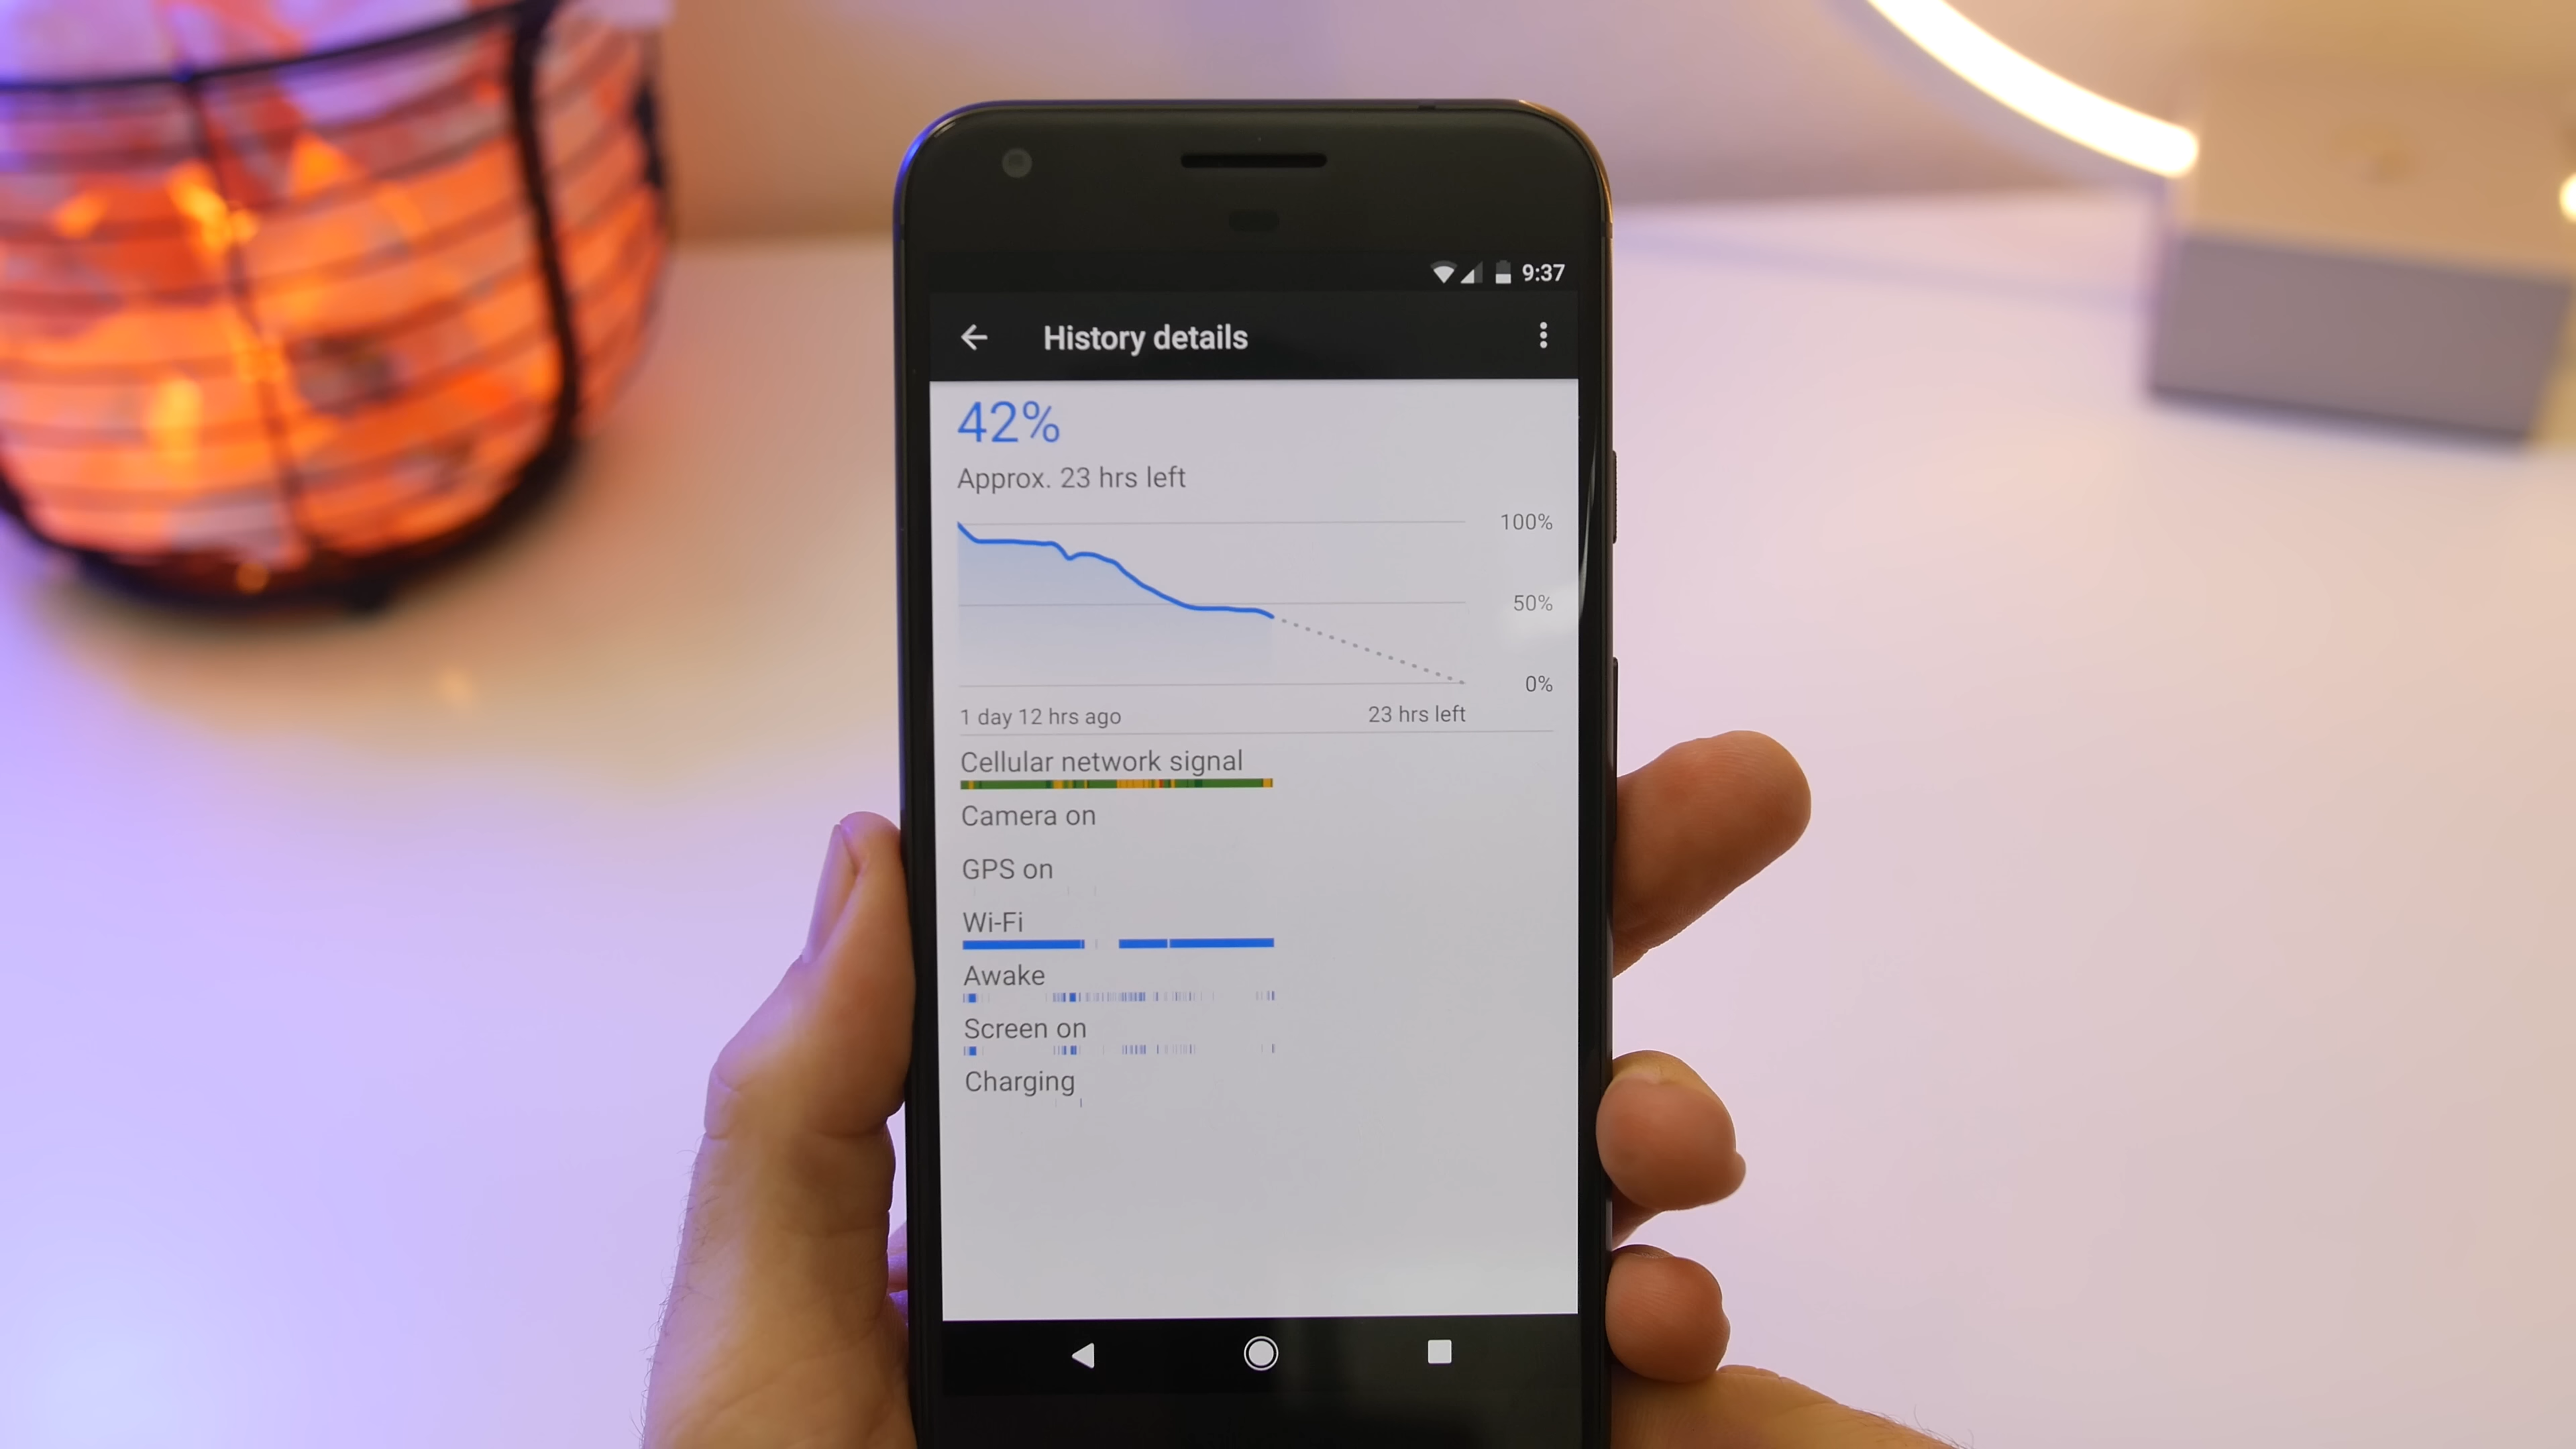 9:37
History details
42%
Approx. 23 hrs left
100%
50%
0%
1 day 12 hrs ago 23 hrs left
Cellular network signal
Camera on
GPS on
Wi-Fi
Awake
Screen on
Charging